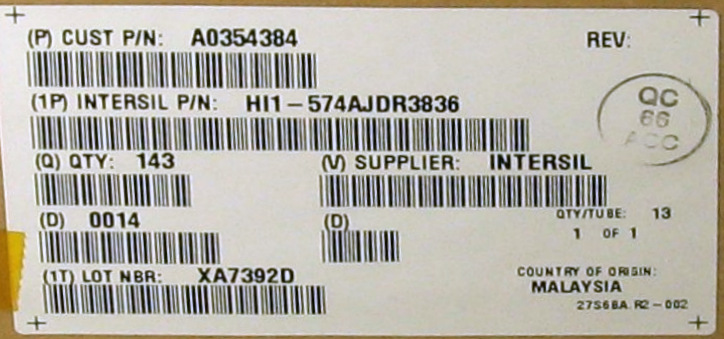 (P) CUST P/N: A0354384 REV:
(1P) INTERSIL P/N: HI1-574AJDR3836
QC
66
ACC
(Q) QTY: 143 (V) SUPPLIER: INTERSIL
(D) 0014 (D) QTY/TUBE: 13
1 OF 1
(1T) LOT NBR: XA7392D COUNTRY OF ORIGIN:
MALAYSIA
27S6BA.R2-002